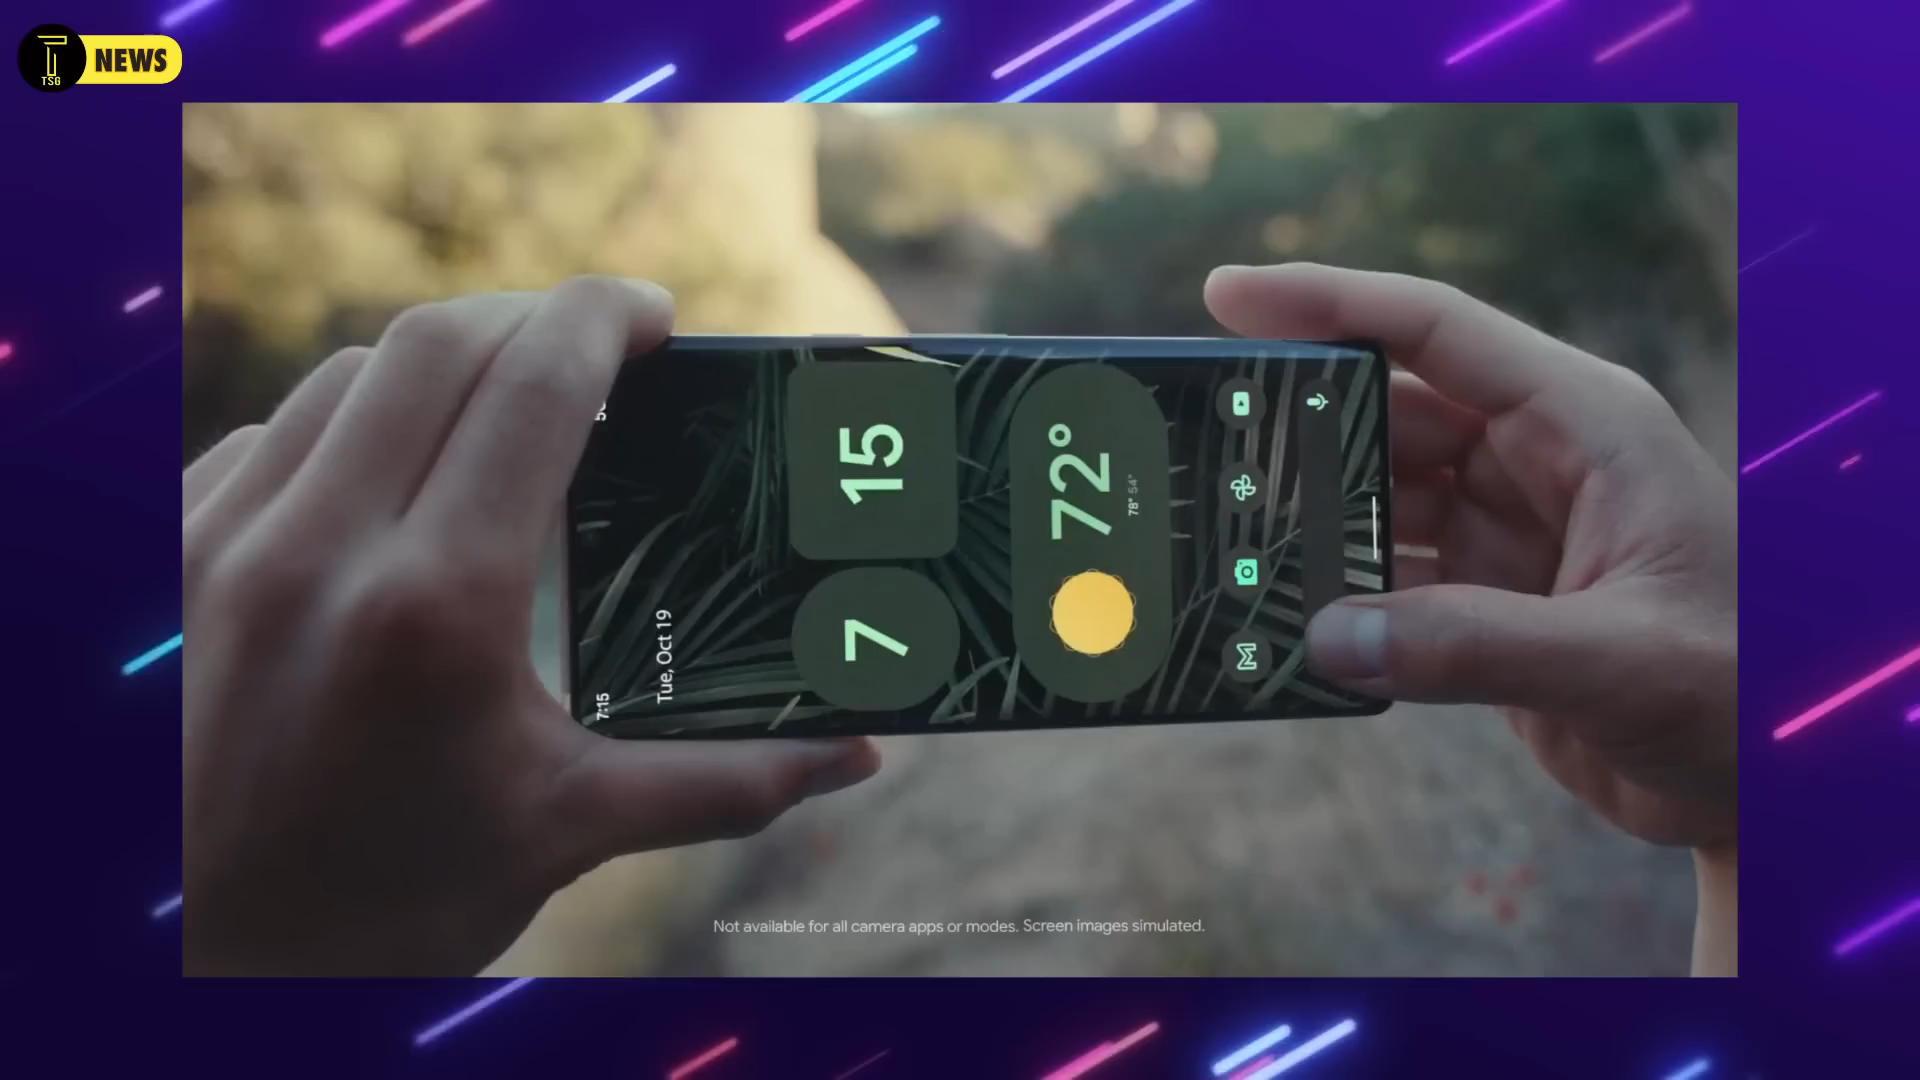 TSG
NEWS
7:15
5G
Tue, Oct 19
7
15
72°
78° 54°
Not available for all camera apps or modes. Screen images simulated.